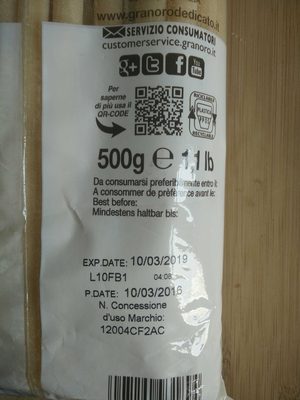 www.granorodedicato.it
SERVIZIO CONSUMATORI
customerservice.granoro.it
Per
saperne
di più usa il
QR-CODE
500g e 1.1 lb
Da consumarsi preferibilmente entro il:
A consommer de préférence avant le:
Best before:
Mindestens haltbar bis:
EXP.DATE: 10/03/2019
L10FB1 04:08
P.DATE: 10/03/2016
N. Concessione
d'uso Marchio:
12004CF2AC